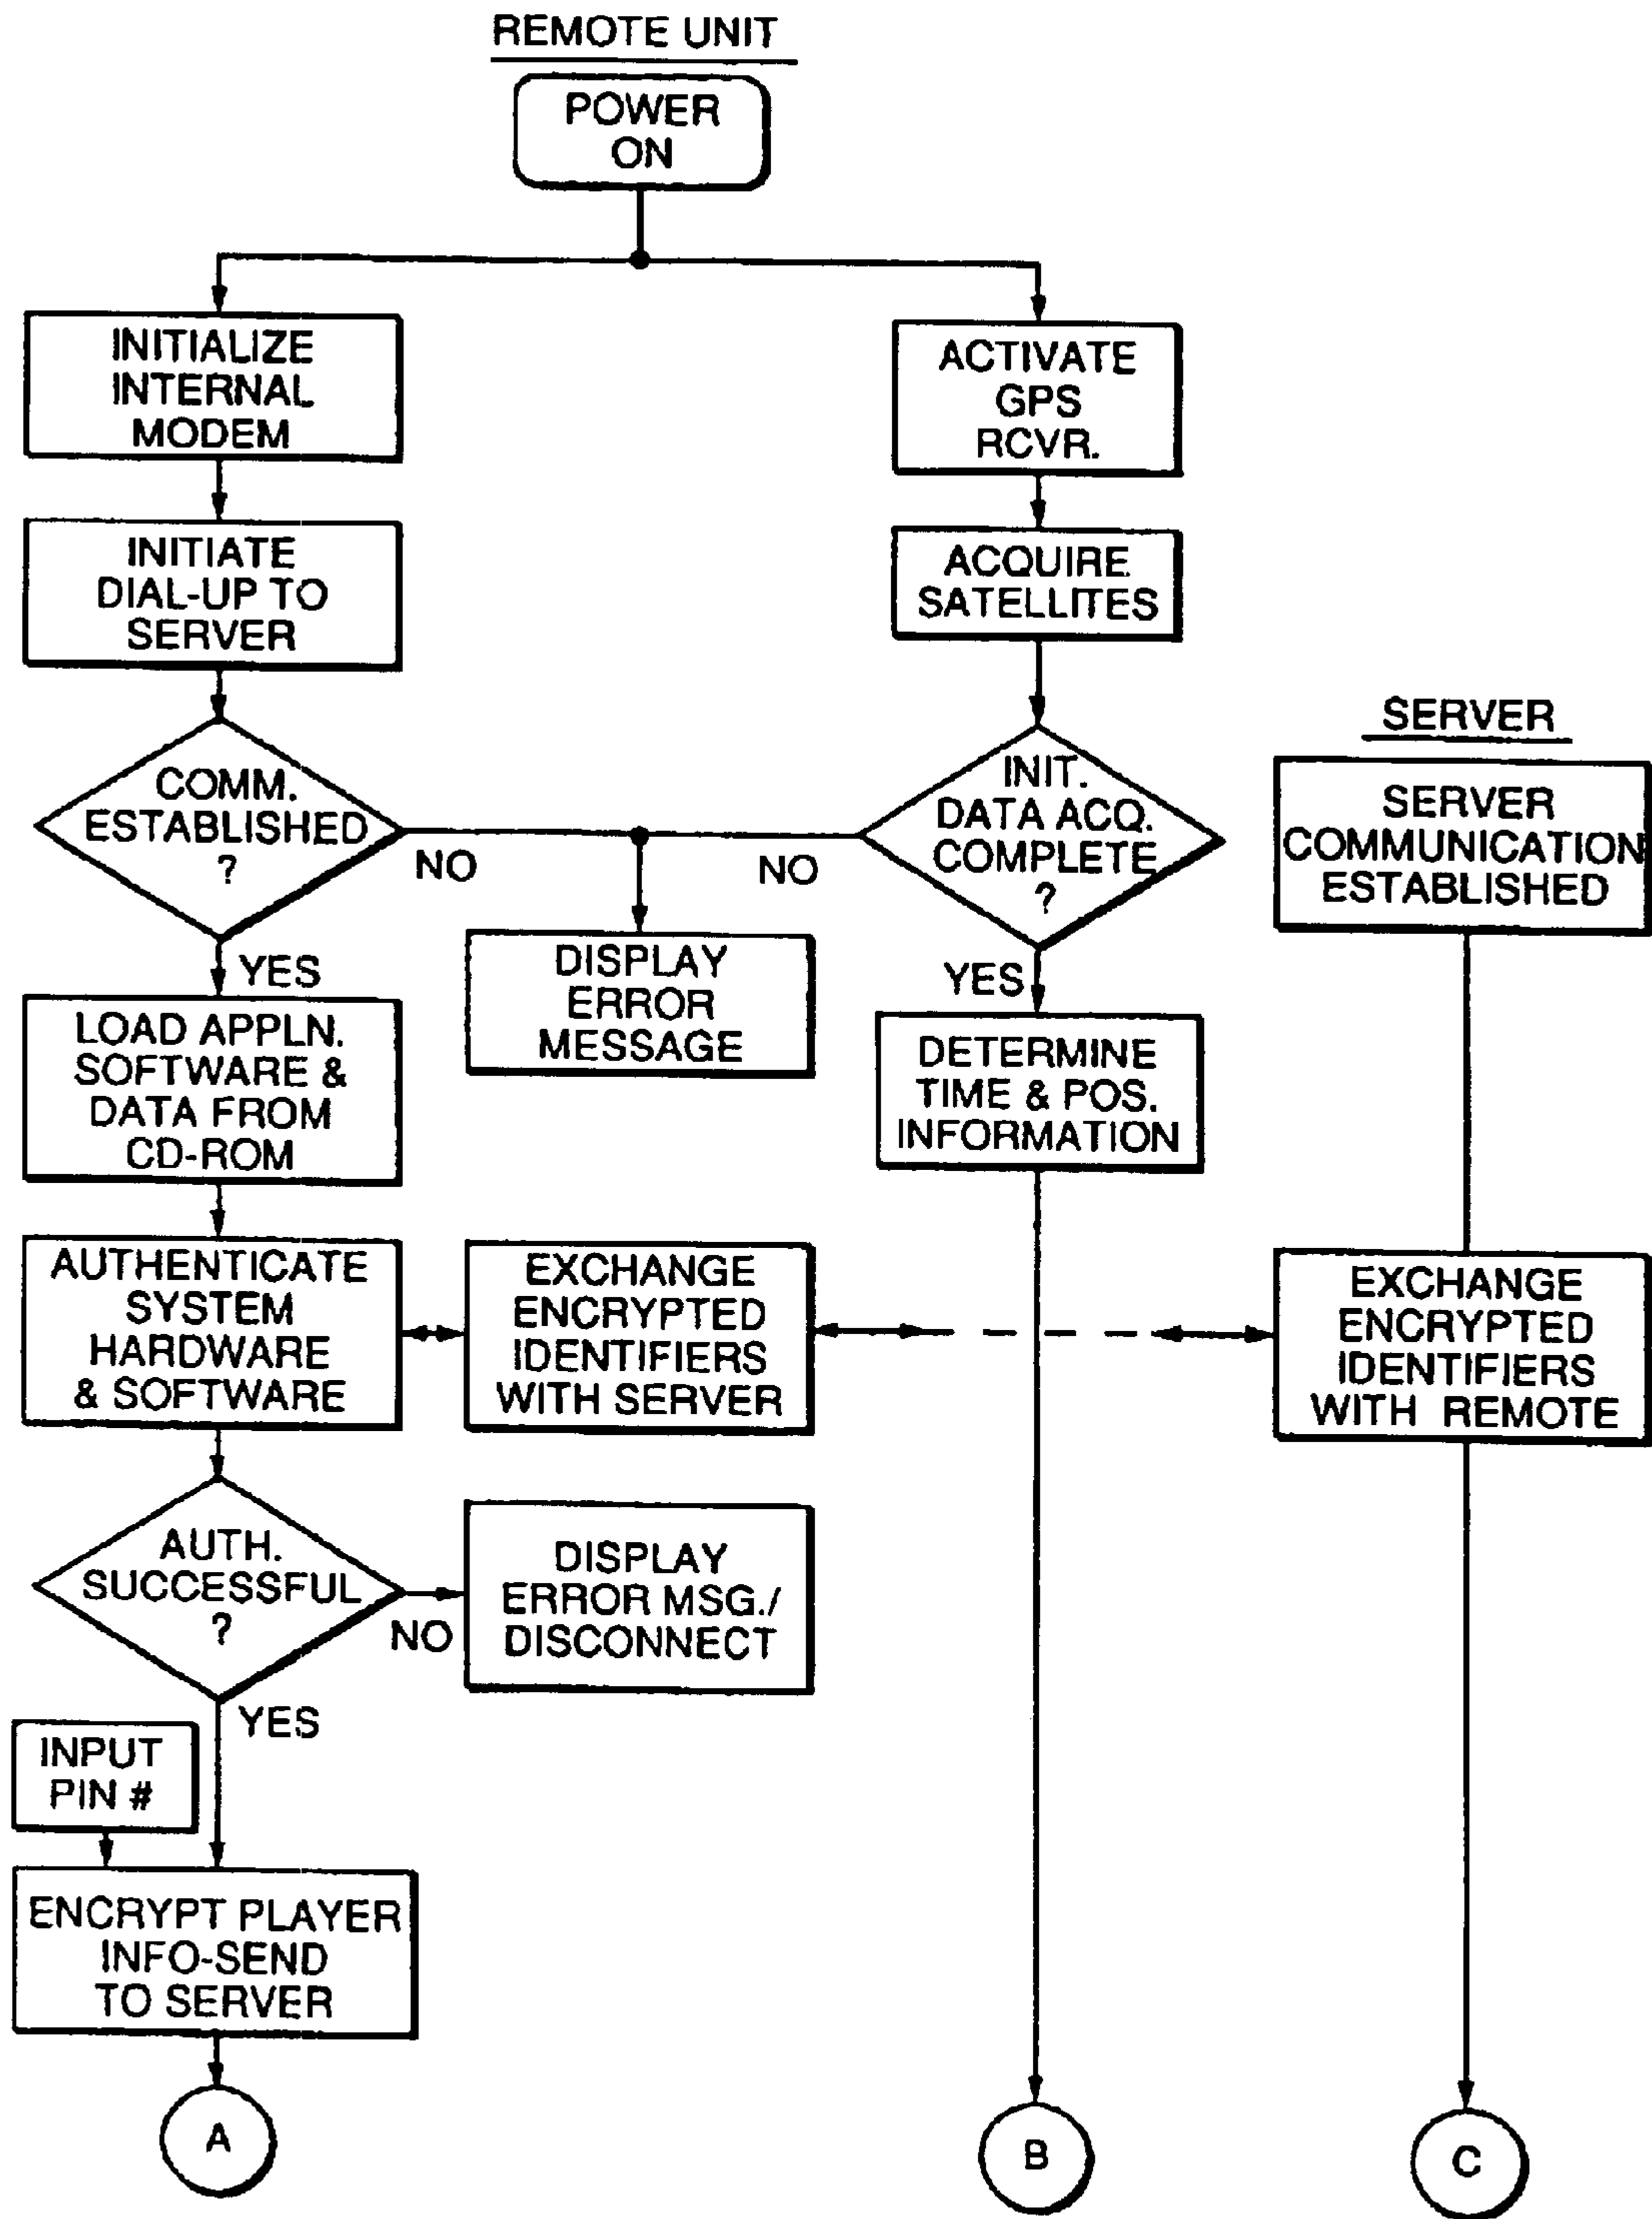 REMOTE UNIT
POWER
ON
INITIALIZE
INTERNAL
MODEM
ACTIVATE
GPS
RCVR.
INITIATE
DIAL-UP TO
SERVER
ACQUIRE
SATELLITES
COMM.
ESTABLISHED
?
NO
INIT.
DATA ACQ.
COMPLETE
?
NO
SERVER
SERVER
COMMUNICATION
ESTABLISHED
YES
DISPLAY
ERROR
MESSAGE
YES
LOAD APPLN.
SOFTWARE &
DATA FROM
CD-ROM
DETERMINE
TIME & POS.
INFORMATION
AUTHENTICATE
SYSTEM
HARDWARE
& SOFTWARE
EXCHANGE
ENCRYPTED
IDENTIFIERS
WITH SERVER
EXCHANGE
ENCRYPTED
IDENTIFIERS
WITH REMOTE
AUTH.
SUCCESSFUL
?
NO
DISPLAY
ERROR MSG./
DISCONNECT
YES
INPUT
PIN #
ENCRYPT PLAYER
INFO-SEND
TO SERVER
A
B
C